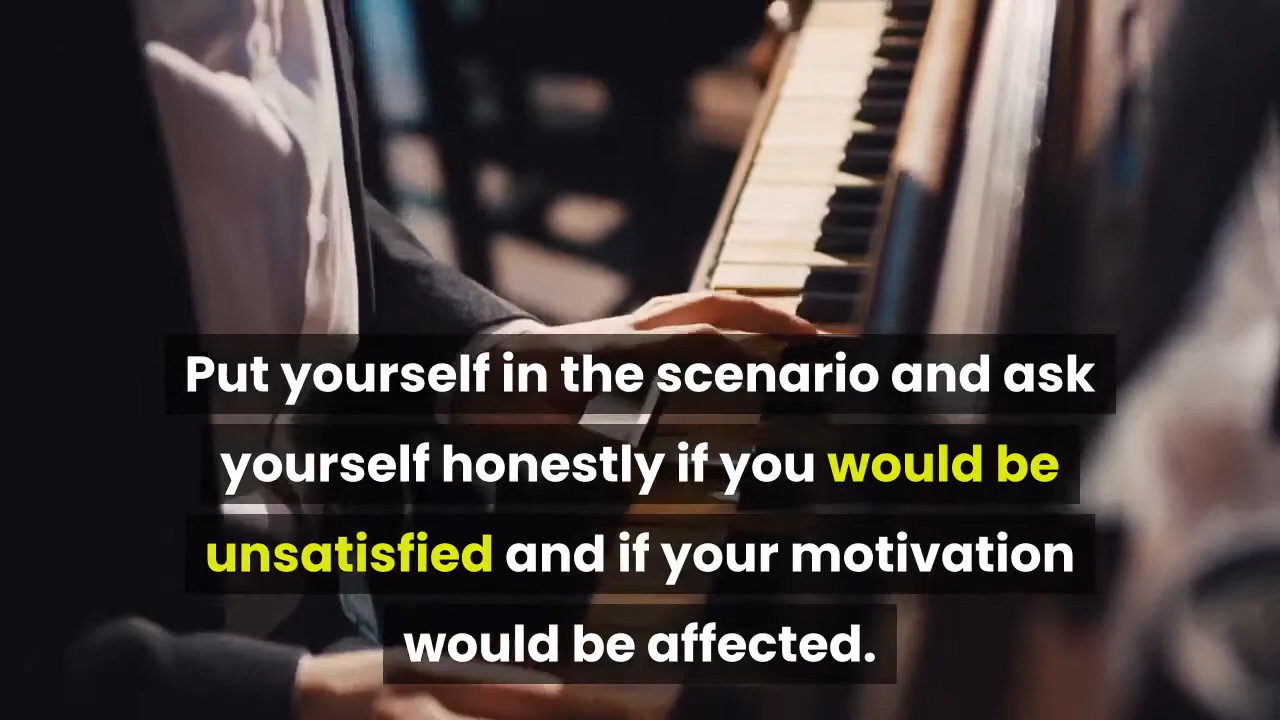 Put yourself in the scenario and ask
yourself honestly if you would be
unsatisfied and if your motivation
would be affected.